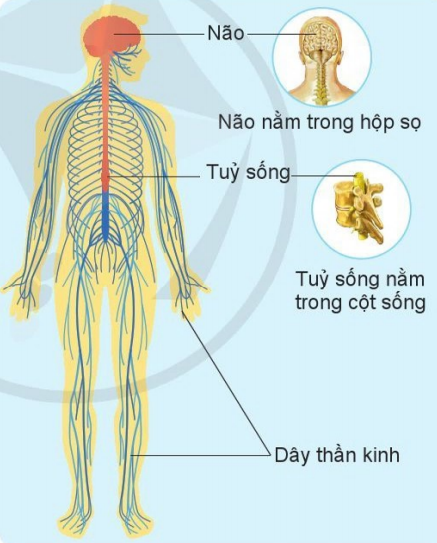 Não
Não nằm trong hộp sọ
Tuỷ sống
Tuỷ sống nằm
trong cột sống
Dây thần kinh